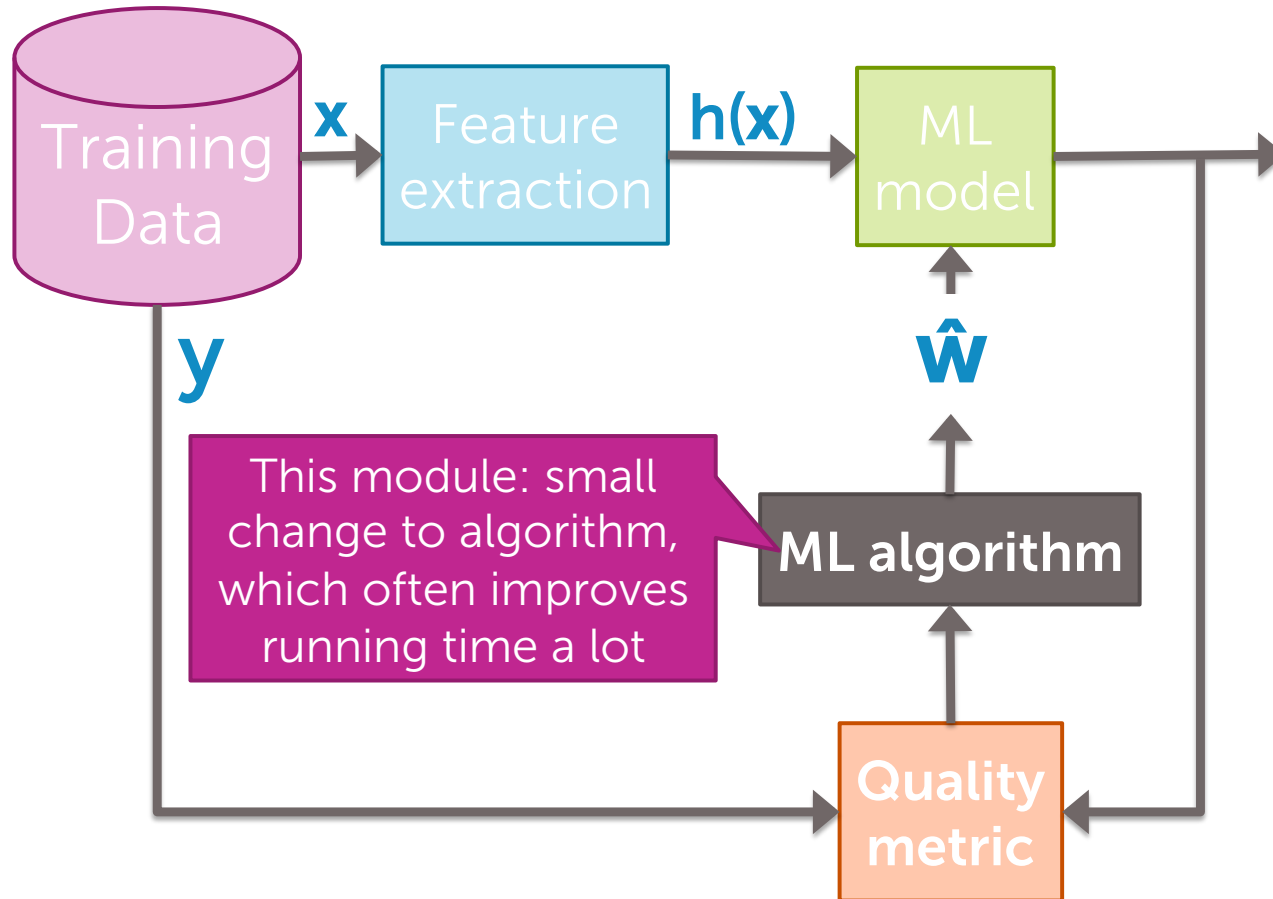 Training
Data
x
Feature
extraction
h(x)
ML
model
y
ŵ
This module: small
change to algorithm,
which often improves
running time a lot
ML algorithm
Quality
metric